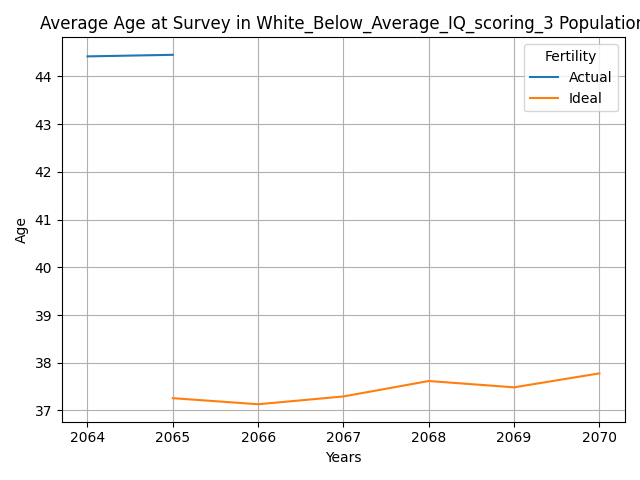 Average Age at Survey in White_Below_Average_IQ_scoring_3 Population
Fertility
Actual
Ideal
44
43
42
41
40
39
38
37
Age
2064 2065 2066 2067 2068 2069 2070
Years